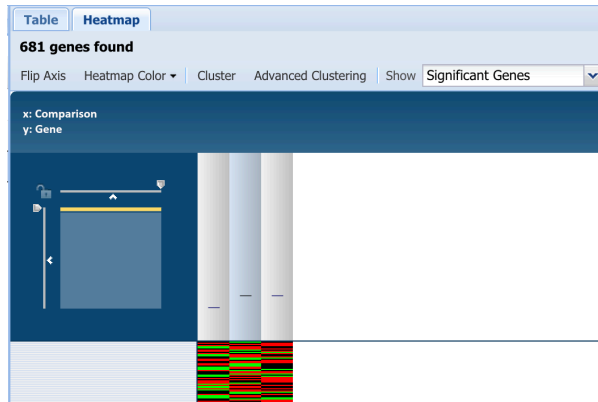 Table Heatmap
681 genes found
Flip Axis Heatmap Color Cluster Advanced Clustering Show Significant Genes
x: Comparison
y: Gene